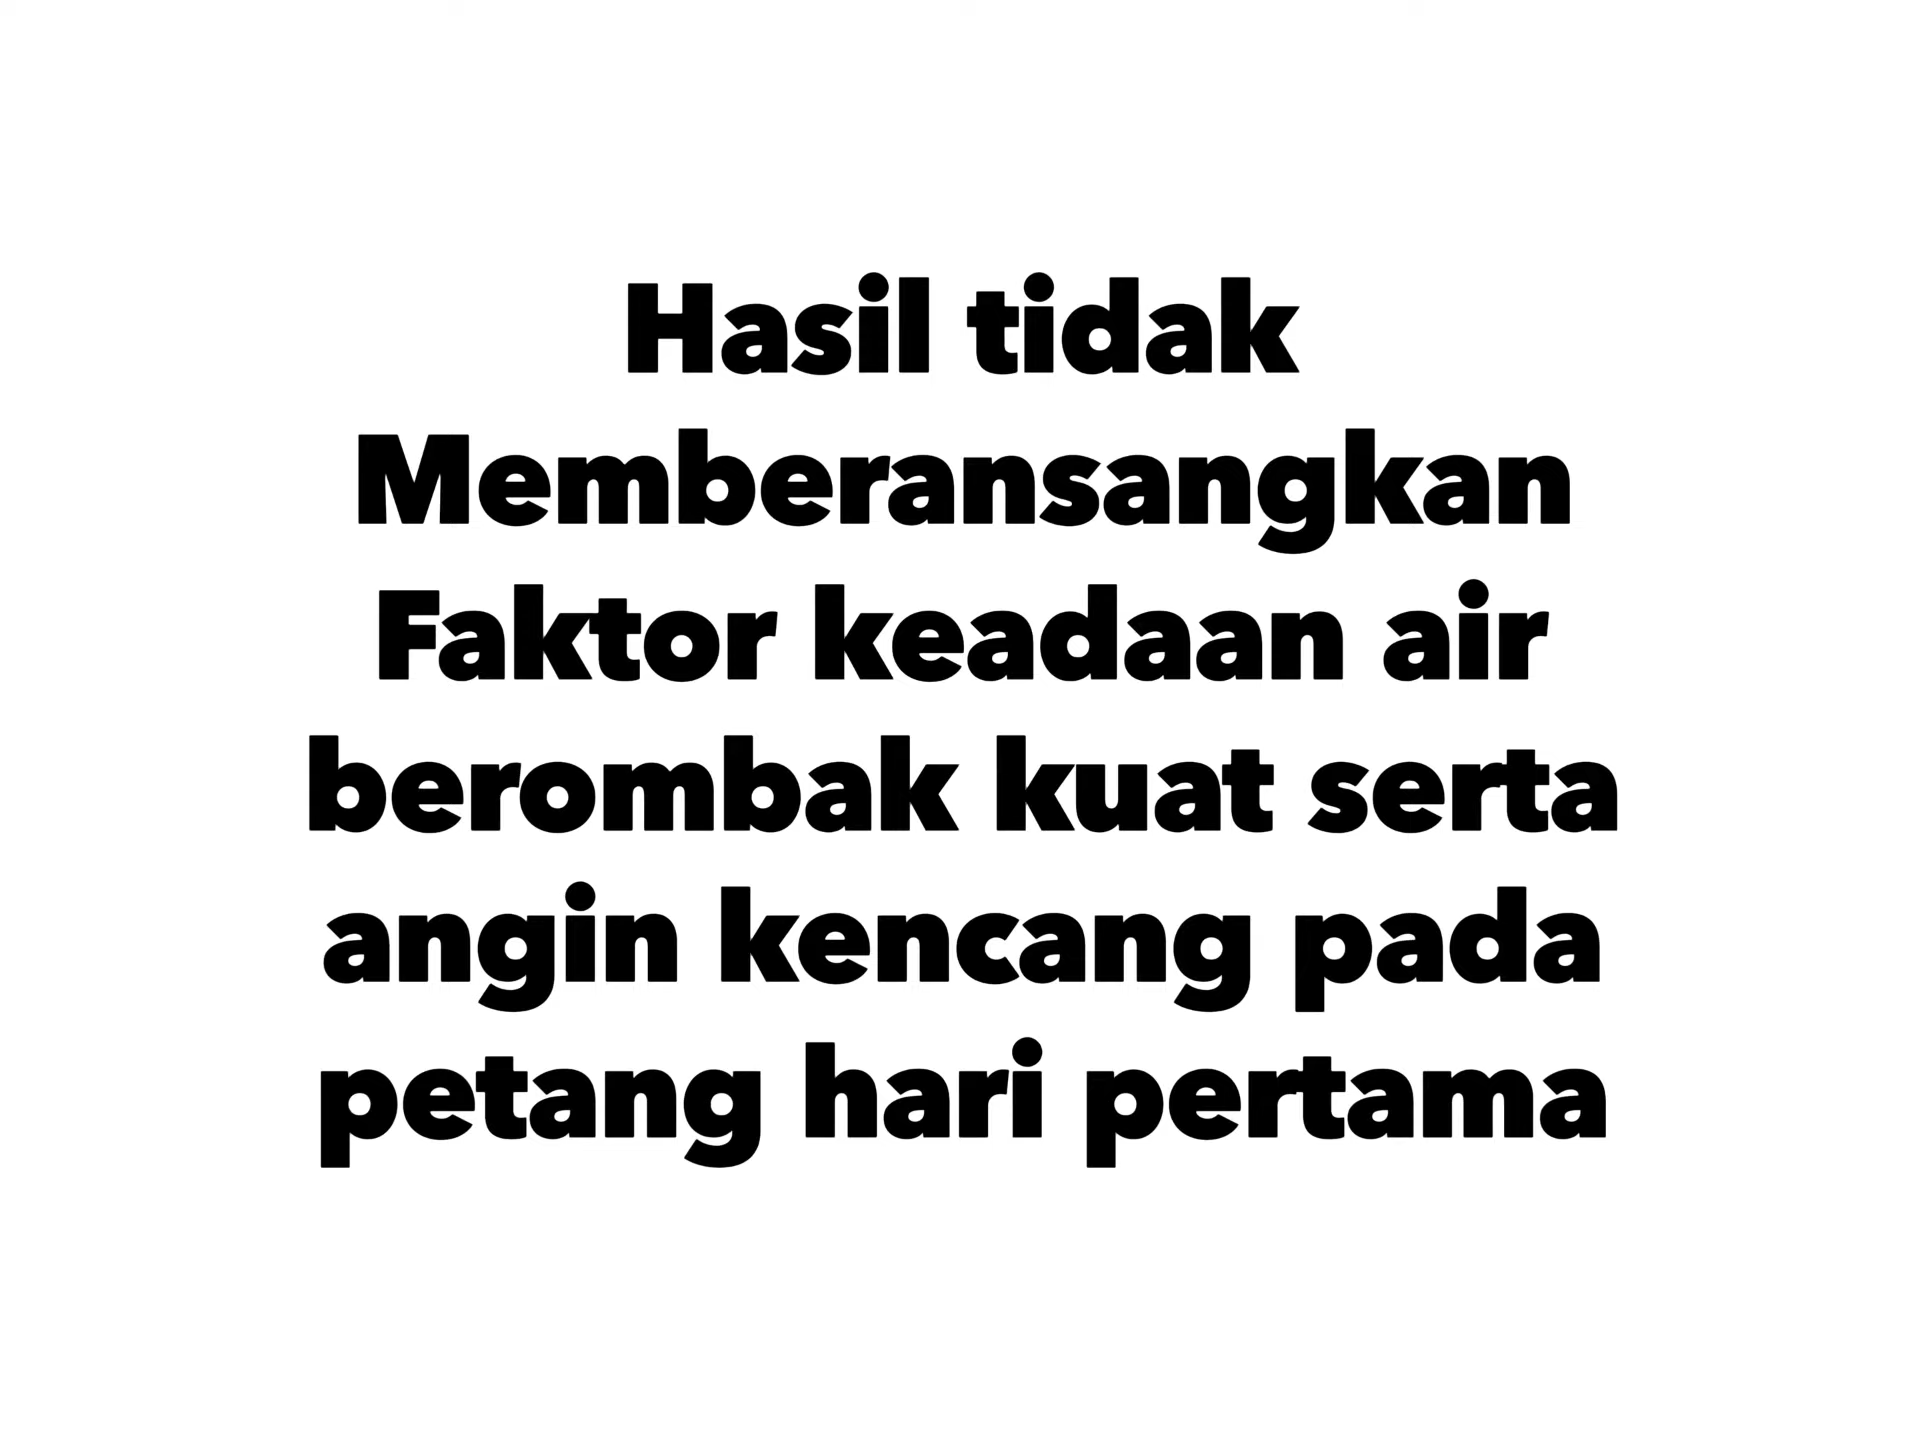 Hasil tidak
Memberansangkan
Faktor keadaan air
berombak kuat serta
angin kencang pada
petang hari pertama